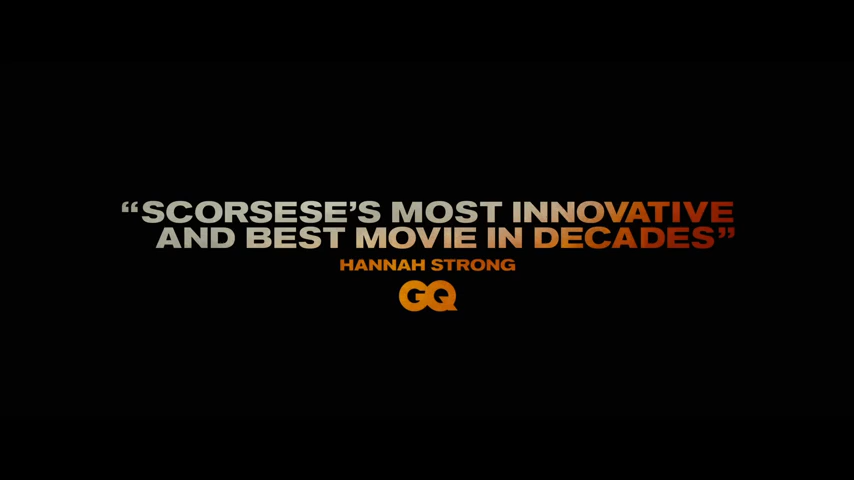 “SCORSESE’S MOST INNOVATIVE
AND BEST MOVIE IN DECADES”
HANNAH STRONG
GQ